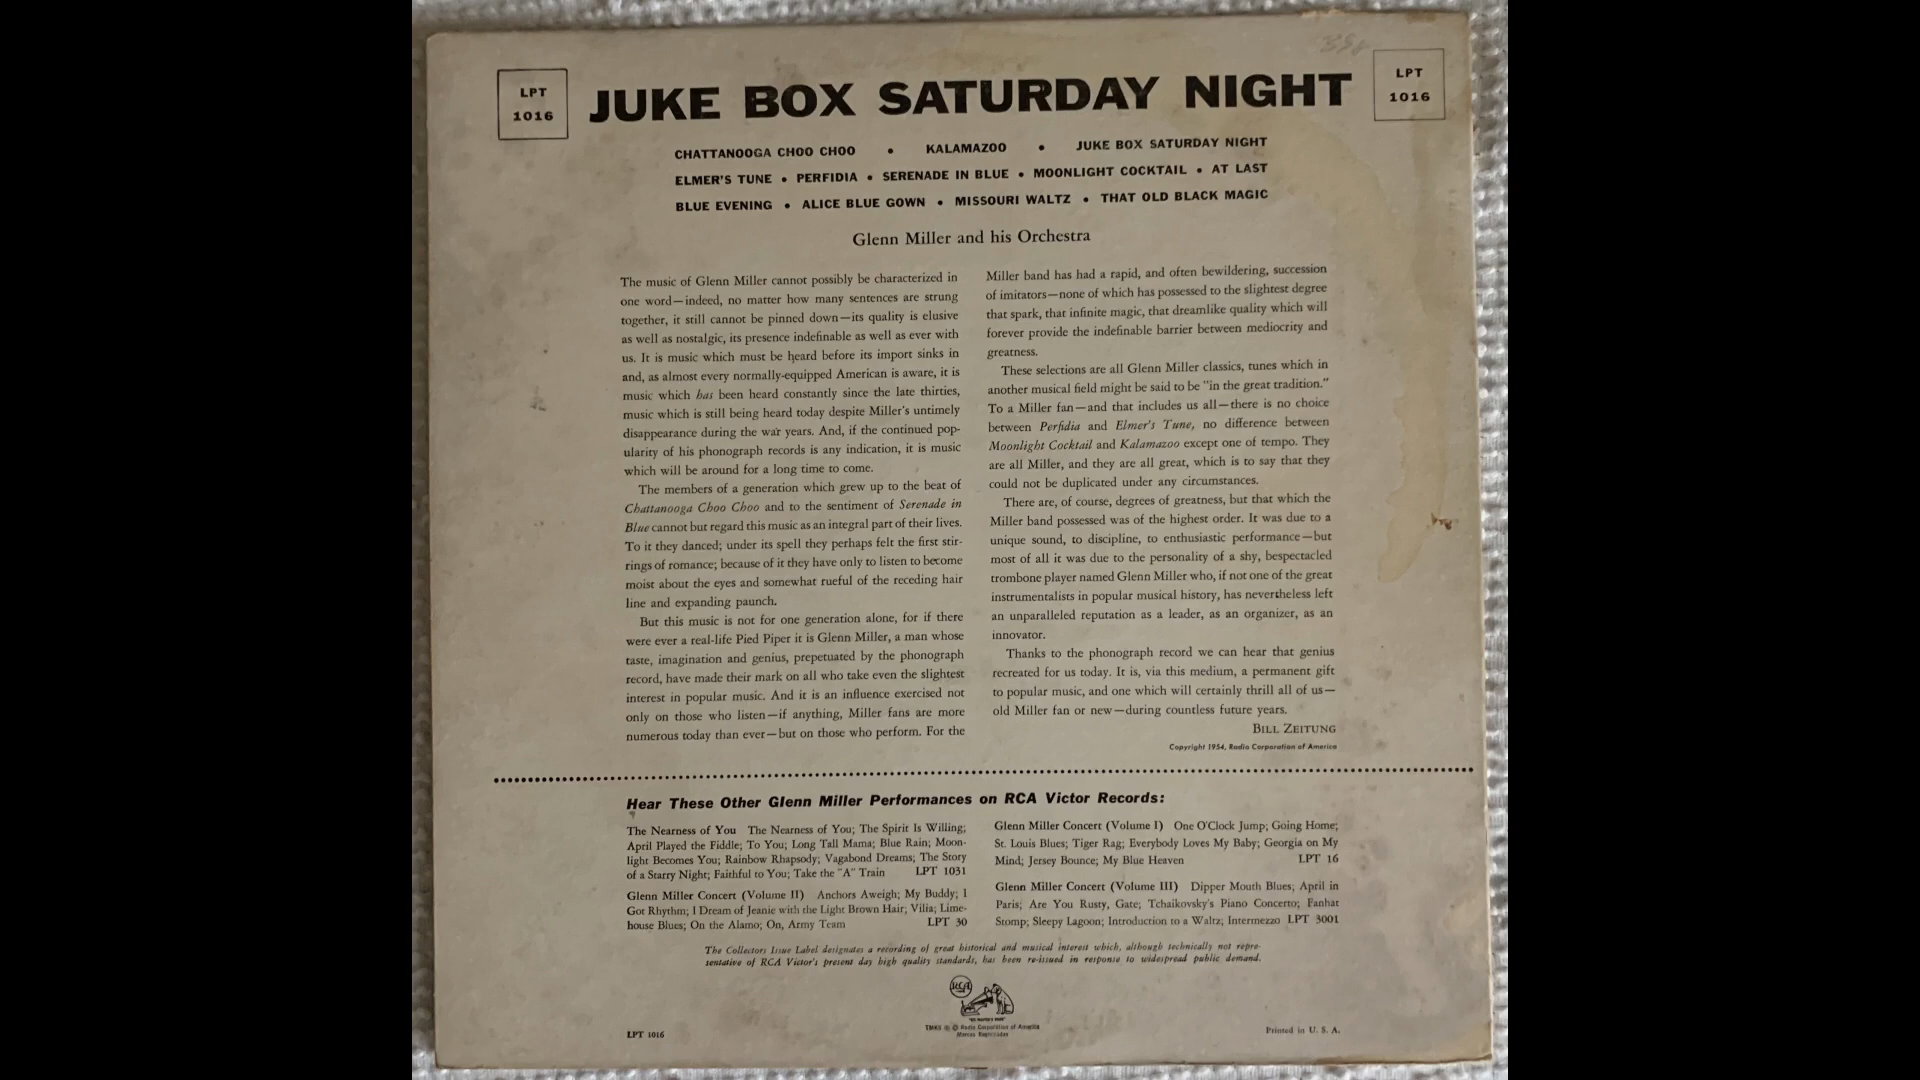 398
LPT
1016
JUKE BOX SATURDAY NIGHT
LPT
1016
CHATTANOOGA CHOO CHOO • KALAMAZOO • JUKE BOX SATURDAY NIGHT
ELMER'S TUNE • PERFIDIA • SERENADE IN BLUE • MOONLIGHT COCKTAIL • AT LAST
BLUE EVENING • ALICE BLUE GOWN • MISSOURI WALTZ • THAT OLD BLACK MAGIC
Glenn Miller and his Orchestra
The music of Glenn Miller cannot possibly be characterized in
one word—indeed, no matter how many sentences are strung
together, it still cannot be pinned down—its quality is elusive
as well as nostalgic, its presence indefinable as well as ever with
us. It is music which must be heard before its import sinks in
and, as almost every normally-equipped American is aware, it is
music which has been heard constantly since the late thirties,
music which is still being heard today despite Miller's untimely
disappearance during the war years. And, if the continued pop-
ularity of his phonograph records is any indication, it is music
which will be around for a long time to come.
The members of a generation which grew up to the beat of
Chattanooga Choo Choo and to the sentiment of Serenade in
Blue cannot but regard this music as an integral part of their lives.
To it they danced; under its spell they perhaps felt the first stir-
rings of romance; because of it they have only to listen to become
moist about the eyes and somewhat rueful of the receding hair
line and expanding paunch.
But this music is not for one generation alone, for if there
were ever a real-life Pied Piper it is Glenn Miller, a man whose
taste, imagination and genius, prepetuated by the phonograph
record, have made their mark on all who take even the slightest
interest in popular music. And it is an influence exercised not
only on those who listen—if anything, Miller fans are more
numerous today than ever—but on those who perform. For the
Miller band has had a rapid, and often bewildering, succession
of imitators—none of which has possessed to the slightest degree
that spark, that infinite magic, that dreamlike quality which will
forever provide the indefinable barrier between mediocrity and
greatness.
These selections are all Glenn Miller classics, tunes which in
another musical field might be said to be "in the great tradition."
To a Miller fan—and that includes us all—there is no choice
between Perfidia and Elmer's Tune, no difference between
Moonlight Cocktail and Kalamazoo except one of tempo. They
are all Miller, and they are all great, which is to say that they
could not be duplicated under any circumstances.
There are, of course, degrees of greatness, but that which the
Miller band possessed was of the highest order. It was due to a
unique sound, to discipline, to enthusiastic performance—but
most of all it was due to the personality of a shy, bespectacled
trombone player named Glenn Miller who, if not one of the great
instrumentalists in popular musical history, has nevertheless left
an unparalleled reputation as a leader, as an organizer, as an
innovator.
Thanks to the phonograph record we can hear that genius
recreated for us today. It is, via this medium, a permanent gift
to popular music, and one which will certainly thrill all of us—
old Miller fan or new—during countless future years.
BILL ZEITUNG
Copyright 1954, Radio Corporation of America
Hear These Other Glenn Miller Performances on RCA Victor Records:
The Nearness of You The Nearness of You; The Spirit Is Willing;
April Played the Fiddle; To You; Long Tall Mama; Blue Rain; Moon-
light Becomes You; Rainbow Rhapsody; Vagabond Dreams; The Story
of a Starry Night; Faithful to You; Take the "A" Train LPT 1031
Glenn Miller Concert (Volume II) Anchors Aweigh; My Buddy; I
Got Rhythm; I Dream of Jeanie with the Light Brown Hair; Vilia; Lime-
house Blues; On the Alamo; On, Army Team LPT 30
Glenn Miller Concert (Volume I) One O'Clock Jump; Going Home;
St. Louis Blues; Tiger Rag; Everybody Loves My Baby; Georgia on My
Mind; Jersey Bounce; My Blue Heaven LPT 16
Glenn Miller Concert (Volume III) Dipper Mouth Blues; April in
Paris; Are You Rusty, Gate; Tchaikovsky's Piano Concerto; Fanhat
Stomp; Sleepy Lagoon; Introduction to a Waltz; Intermezzo LPT 3001
The Collectors Issue Label designates a recording of great historical and musical interest which, although technically not repre-
sentative of RCA Victor's present day high quality standards, has been re-issued in response to widespread public demand.
RCA
"HIS MASTER'S VOICE"
TMKS ® © Radio Corporation of America
Marcas Registradas
LPT 1016
Printed in U. S. A.